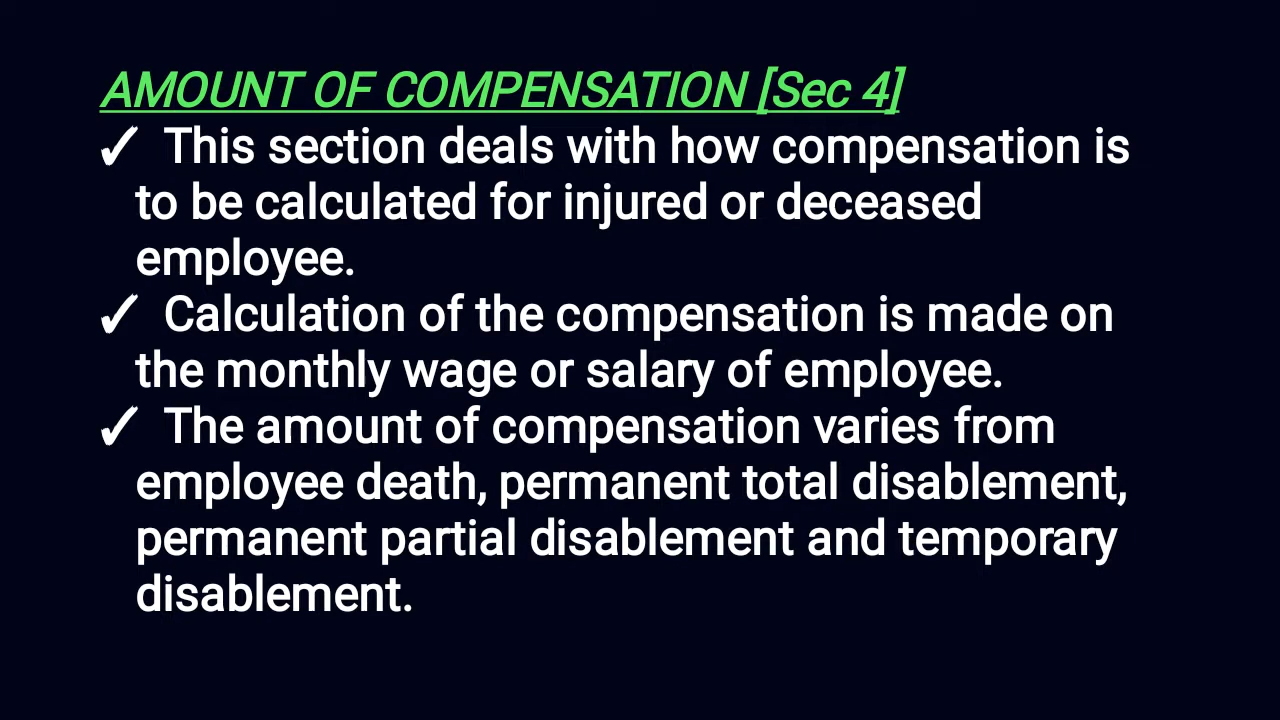 AMOUNT OF COMPENSATION [Sec 4]
✓ This section deals with how compensation is
to be calculated for injured or deceased
employee.
✓ Calculation of the compensation is made on
the monthly wage or salary of employee.
✓ The amount of compensation varies from
employee death, permanent total disablement,
permanent partial disablement and temporary
disablement.